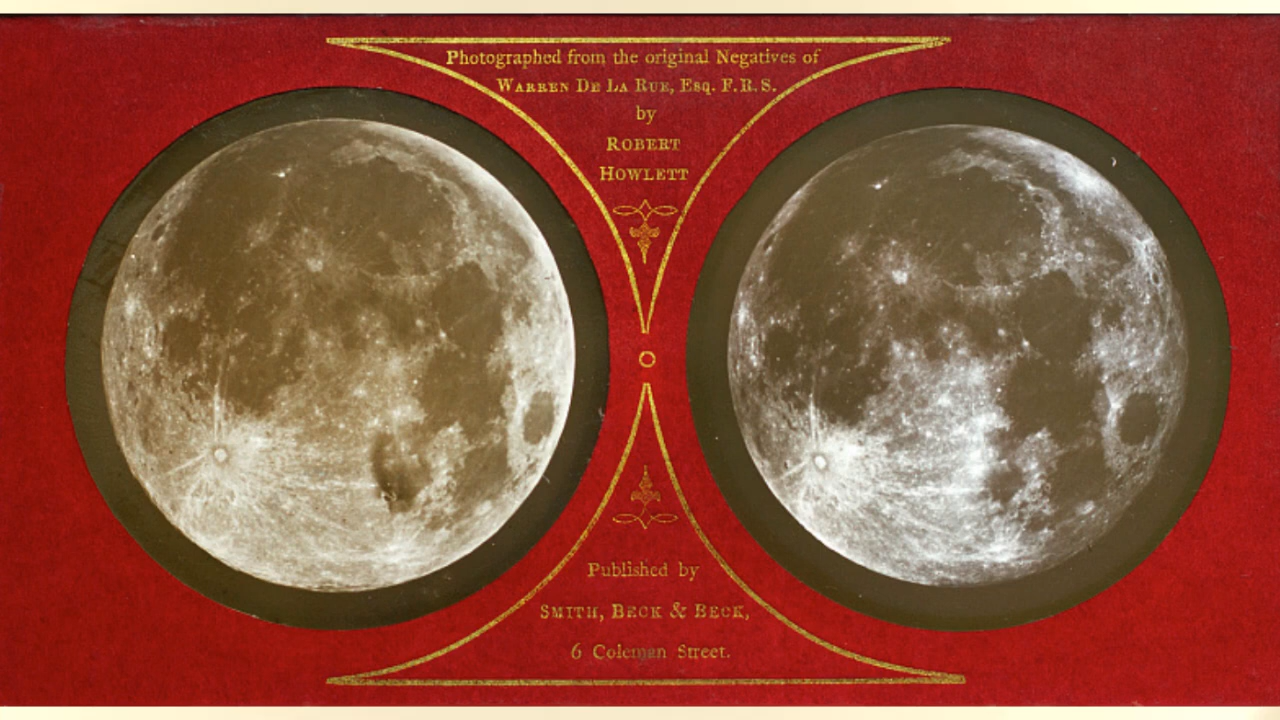 Photographed from the original Negatives of
WARREN DE LA RUE, Esq. F.R.S.
by
ROBERT
HOWLETT
Published by
SMITH, BECK & BECK,
6 Coleman Street.